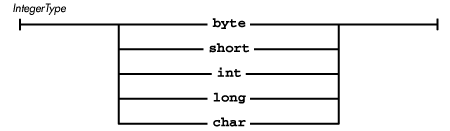 IntegerType
byte
short
int
long
char